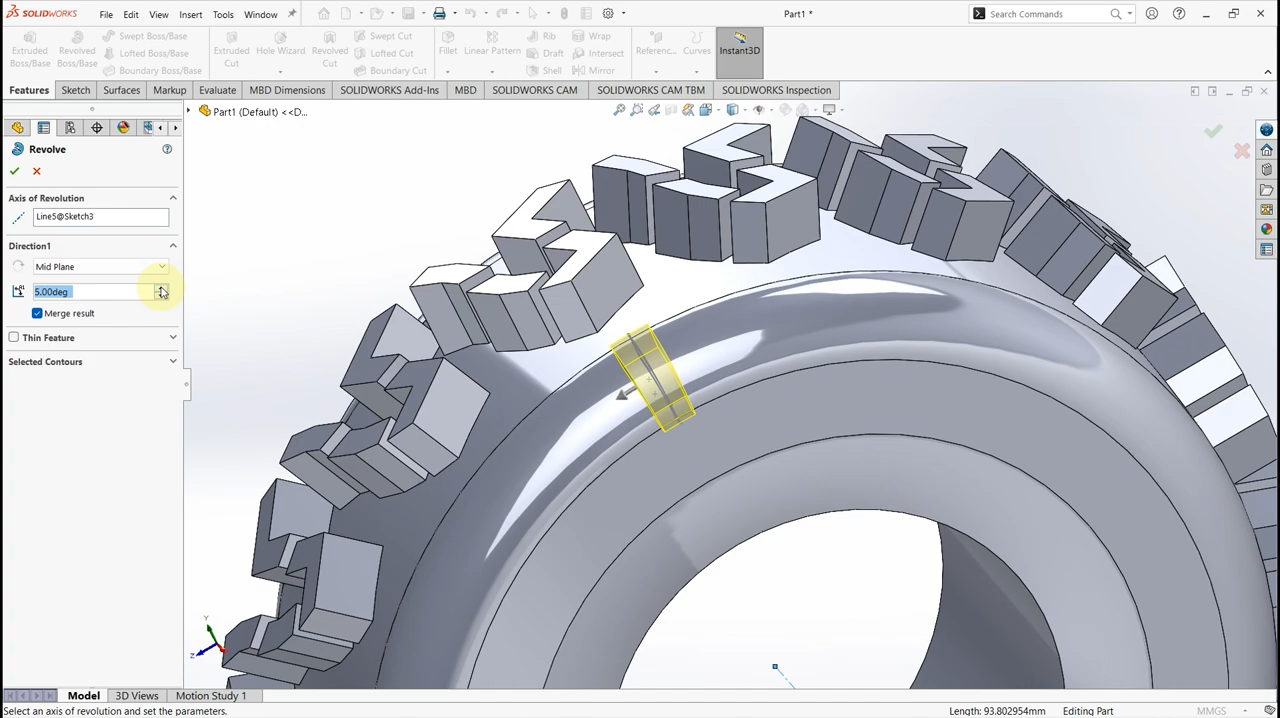 SOLIDWORKS
File Edit View Insert Tools Window
Part1 *
Search Commands
Extruded Boss/Base
Revolved Boss/Base
Swept Boss/Base
Lofted Boss/Base
Boundary Boss/Base
Extruded Cut
Hole Wizard
Revolved Cut
Swept Cut
Lofted Cut
Boundary Cut
Fillet
Linear Pattern
Rib
Draft
Shell
Wrap
Intersect
Mirror
Referenc...
Curves
Instant3D
Features Sketch Surfaces Markup Evaluate MBD Dimensions SOLIDWORKS Add-Ins MBD SOLIDWORKS CAM SOLIDWORKS CAM TBM SOLIDWORKS Inspection
Part1 (Default) <<D...
Revolve
Axis of Revolution
Line5@Sketch3
Direction1
Mid Plane
5.00deg
Merge result
Thin Feature
Selected Contours
Y
Z
Model 3D Views Motion Study 1
Select an axis of revolution and set the parameters.
Length: 93.802954mm Editing Part MMGS